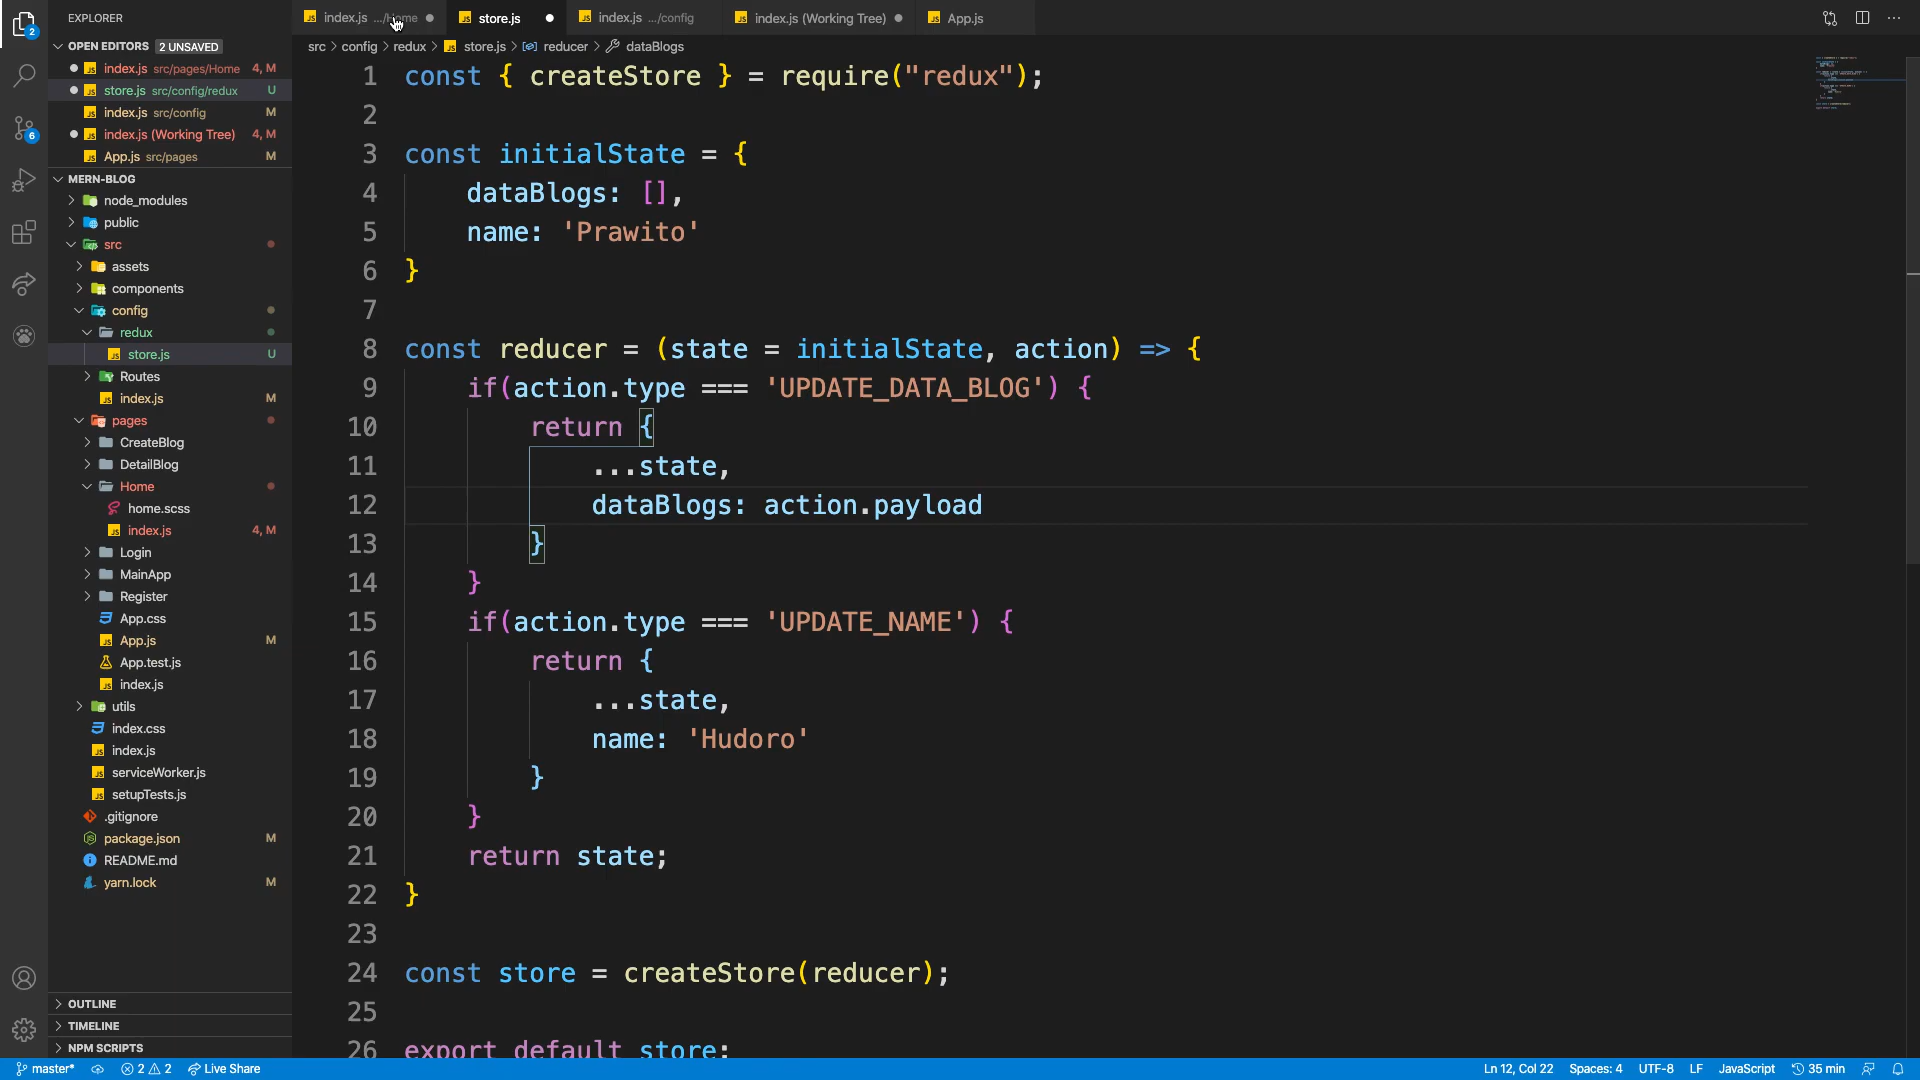 EXPLORER
index.js .../Home
store.js
index.js .../config
index.js (Working Tree)
App.js
OPEN EDITORS 2 UNSAVED
src > config > redux > store.js > reducer > dataBlogs
index.js src/pages/Home 4, M
store.js src/config/redux U
index.js src/config M
index.js (Working Tree) 4, M
App.js src/pages M
MERN-BLOG
node_modules
public
src
assets
components
config
redux
store.js U
Routes
index.js M
pages
CreateBlog
DetailBlog
Home
home.scss
index.js 4, M
Login
MainApp
Register
App.css
App.js M
App.test.js
index.js
utils
index.css
index.js
serviceWorker.js
setupTests.js
.gitignore
package.json M
README.md
yarn.lock M
OUTLINE
TIMELINE
NPM SCRIPTS
2
6
1 const { createStore } = require("redux");
2
3 const initialState = {
4 dataBlogs: [],
5 name: 'Prawito'
6 }
7
8 const reducer = (state = initialState, action) => {
9 if(action.type === 'UPDATE_DATA_BLOG') {
10 return {
11 ...state,
12 dataBlogs: action.payload
13 }
14 }
15 if(action.type === 'UPDATE_NAME') {
16 return {
17 ...state,
18 name: 'Hudoro'
19 }
20 }
21 return state;
22 }
23
24 const store = createStore(reducer);
25
26 export default store;
master* 2 2 Live Share
Ln 12, Col 22 Spaces: 4 UTF-8 LF JavaScript 35 min